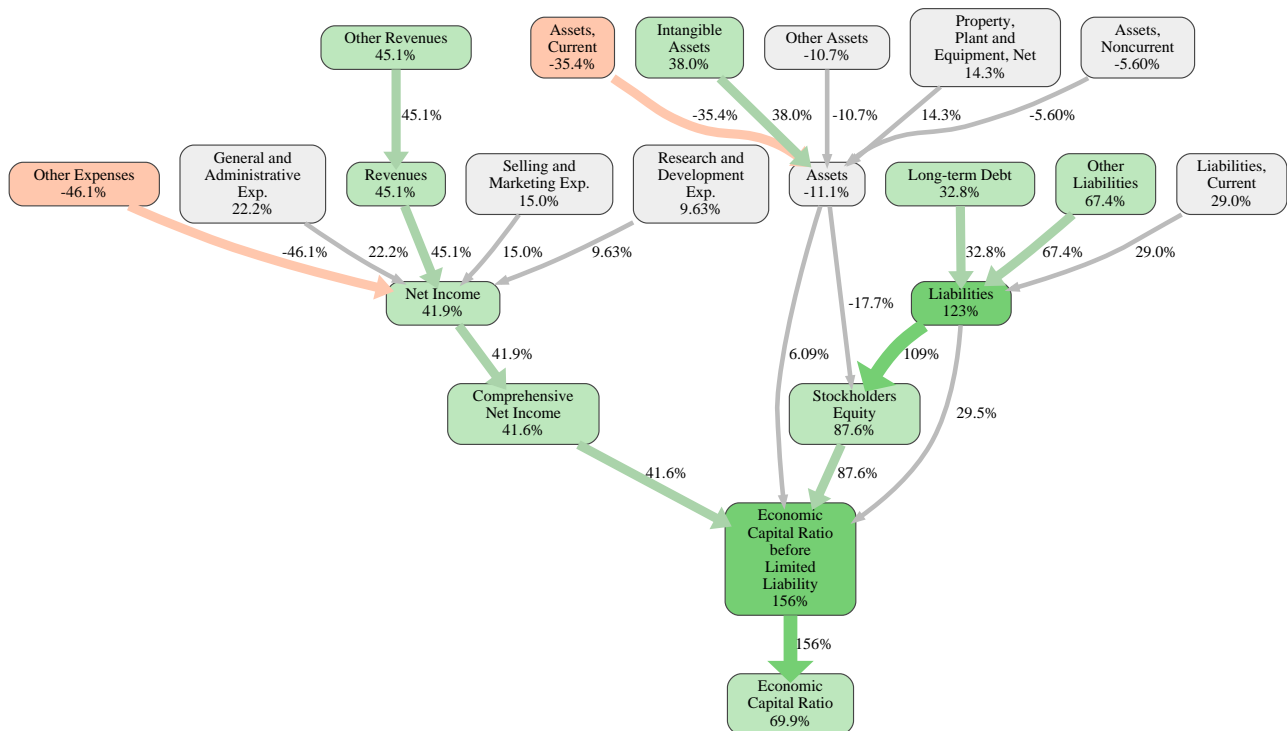 Other Revenues
45.1%
Assets,
Current
-35.4%
Intangible
Assets
38.0%
Other Assets
-10.7%
Property,
Plant and
Equipment, Net
14.3%
Assets,
Noncurrent
-5.60%
45.1%
-35.4%
38.0%
-10.7%
14.3%
-5.60%
Other Expenses
-46.1%
General and
Administrative
Exp.
22.2%
Revenues
45.1%
Selling and
Marketing Exp.
15.0%
Research and
Development
Exp.
9.63%
Assets
-11.1%
Long-term Debt
32.8%
Other
Liabilities
67.4%
Liabilities,
Current
29.0%
-46.1%
22.2%
45.1%
15.0%
9.63%
32.8%
67.4%
29.0%
Net Income
41.9%
-17.7%
Liabilities
123%
41.9%
6.09%
109%
Comprehensive
Net Income
41.6%
Stockholders
Equity
87.6%
29.5%
41.6%
87.6%
Economic
Capital Ratio
before
Limited
Liability
156%
156%
Economic
Capital Ratio
69.9%